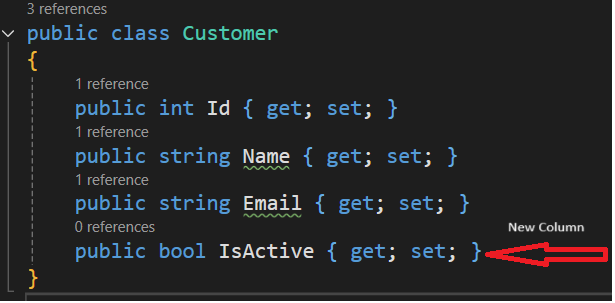 3 references
public class Customer
{
1 reference
public int Id { get; set; }
1 reference
public string Name { get; set; }
1 reference
public string Email { get; set; }
0 references
public bool IsActive { get; set; }
New Column
}